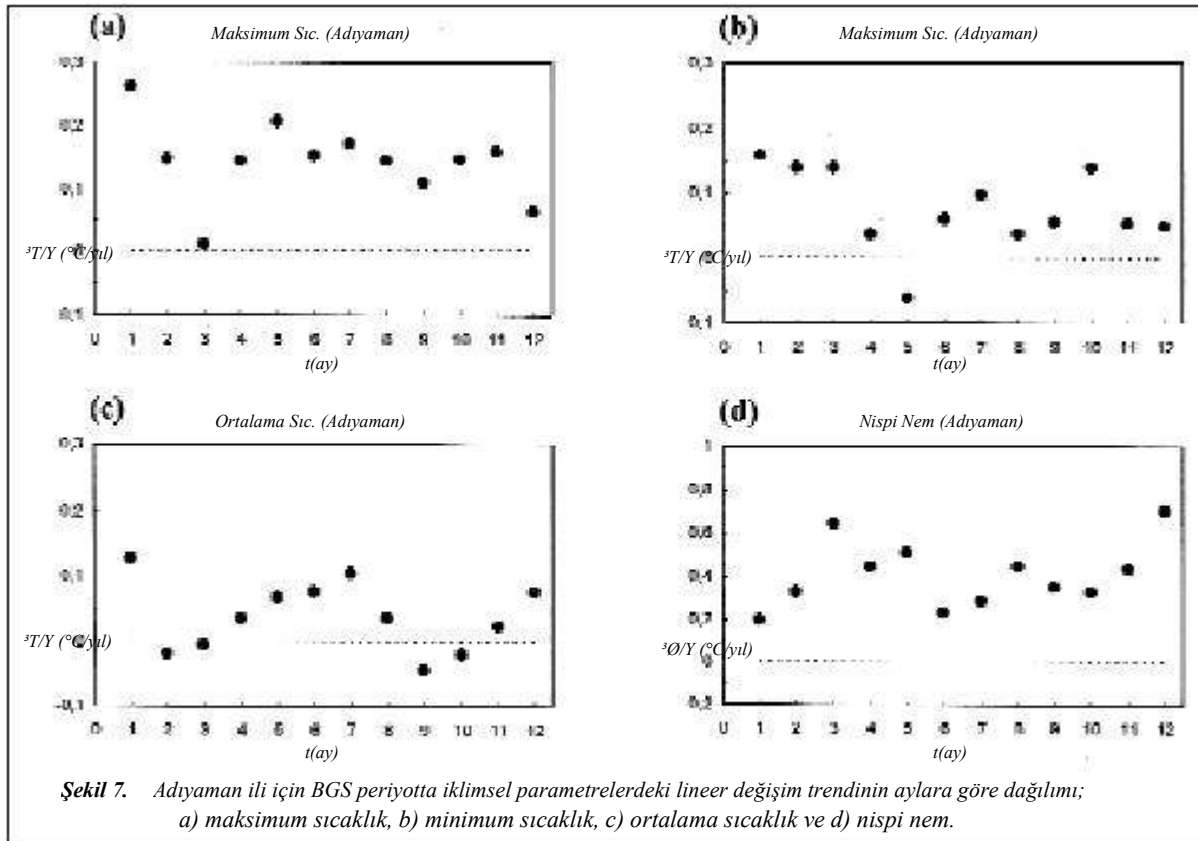 (a) Maksimum Sıc. (Adıyaman)
0,3
0,2
0,1
³T/Y (°C/yıl)
0,1
0 1 2 3 4 5 6 7 8 9 10 11 12
t(ay)
(b) Maksimum Sıc. (Adıyaman)
0,3
0,2
0,1
³T/Y (°C/yıl)
0,1
0 1 2 3 4 5 6 7 8 9 10 11 12
t(ay)
(c) Ortalama Sıc. (Adıyaman)
0,3
0,2
0,1
³T/Y (°C/yıl)
-0,1
0 1 2 3 4 5 6 7 8 9 10 11 12
t(ay)
(d) Nispi Nem (Adıyaman)
1
0,8
0,6
0,4
0,2
³Ø/Y (°C/yıl)
0
0,2
0 1 2 3 4 5 6 7 8 9 10 11 12
t(ay)
Şekil 7. Adıyaman ili için BGS periyotta iklimsel parametrelerdeki lineer değişim trendinin aylara göre dağılımı;
a) maksimum sıcaklık, b) minimum sıcaklık, c) ortalama sıcaklık ve d) nispi nem.